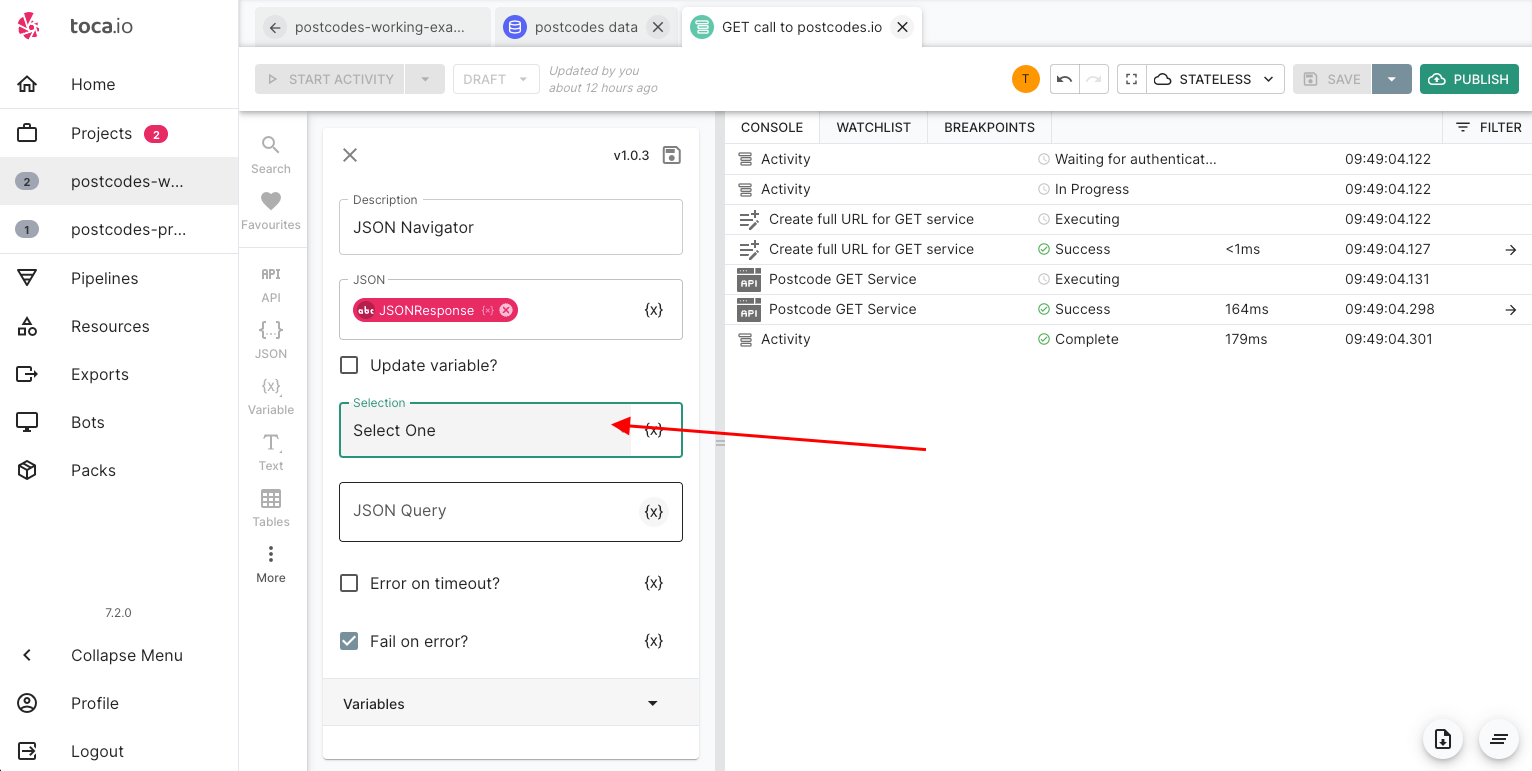 toca.io
Home
Projects 2
2 postcodes-w...
1 postcodes-pr...
Pipelines
Resources
Exports
Bots
Packs
7.2.0
Collapse Menu
Profile
Logout
postcodes-working-exa...
postcodes data
GET call to postcodes.io
START ACTIVITY
DRAFT
Updated by you
about 12 hours ago
T
STATELESS
SAVE
PUBLISH
Search
Favourites
API
API
{...}
JSON
{x}
Variable
T
Text
Tables
More
v1.0.3
Description
JSON Navigator
JSON
abc JSONResponse {x}
{x}
Update variable?
Selection
Select One
{x}
JSON Query
{x}
Error on timeout?
{x}
Fail on error?
{x}
Variables
CONSOLE
WATCHLIST
BREAKPOINTS
FILTER
Activity Waiting for authenticat... 09:49:04.122
Activity In Progress 09:49:04.122
Create full URL for GET service Executing 09:49:04.122
Create full URL for GET service Success <1ms 09:49:04.127
API Postcode GET Service Executing 09:49:04.131
API Postcode GET Service Success 164ms 09:49:04.298
Activity Complete 179ms 09:49:04.301